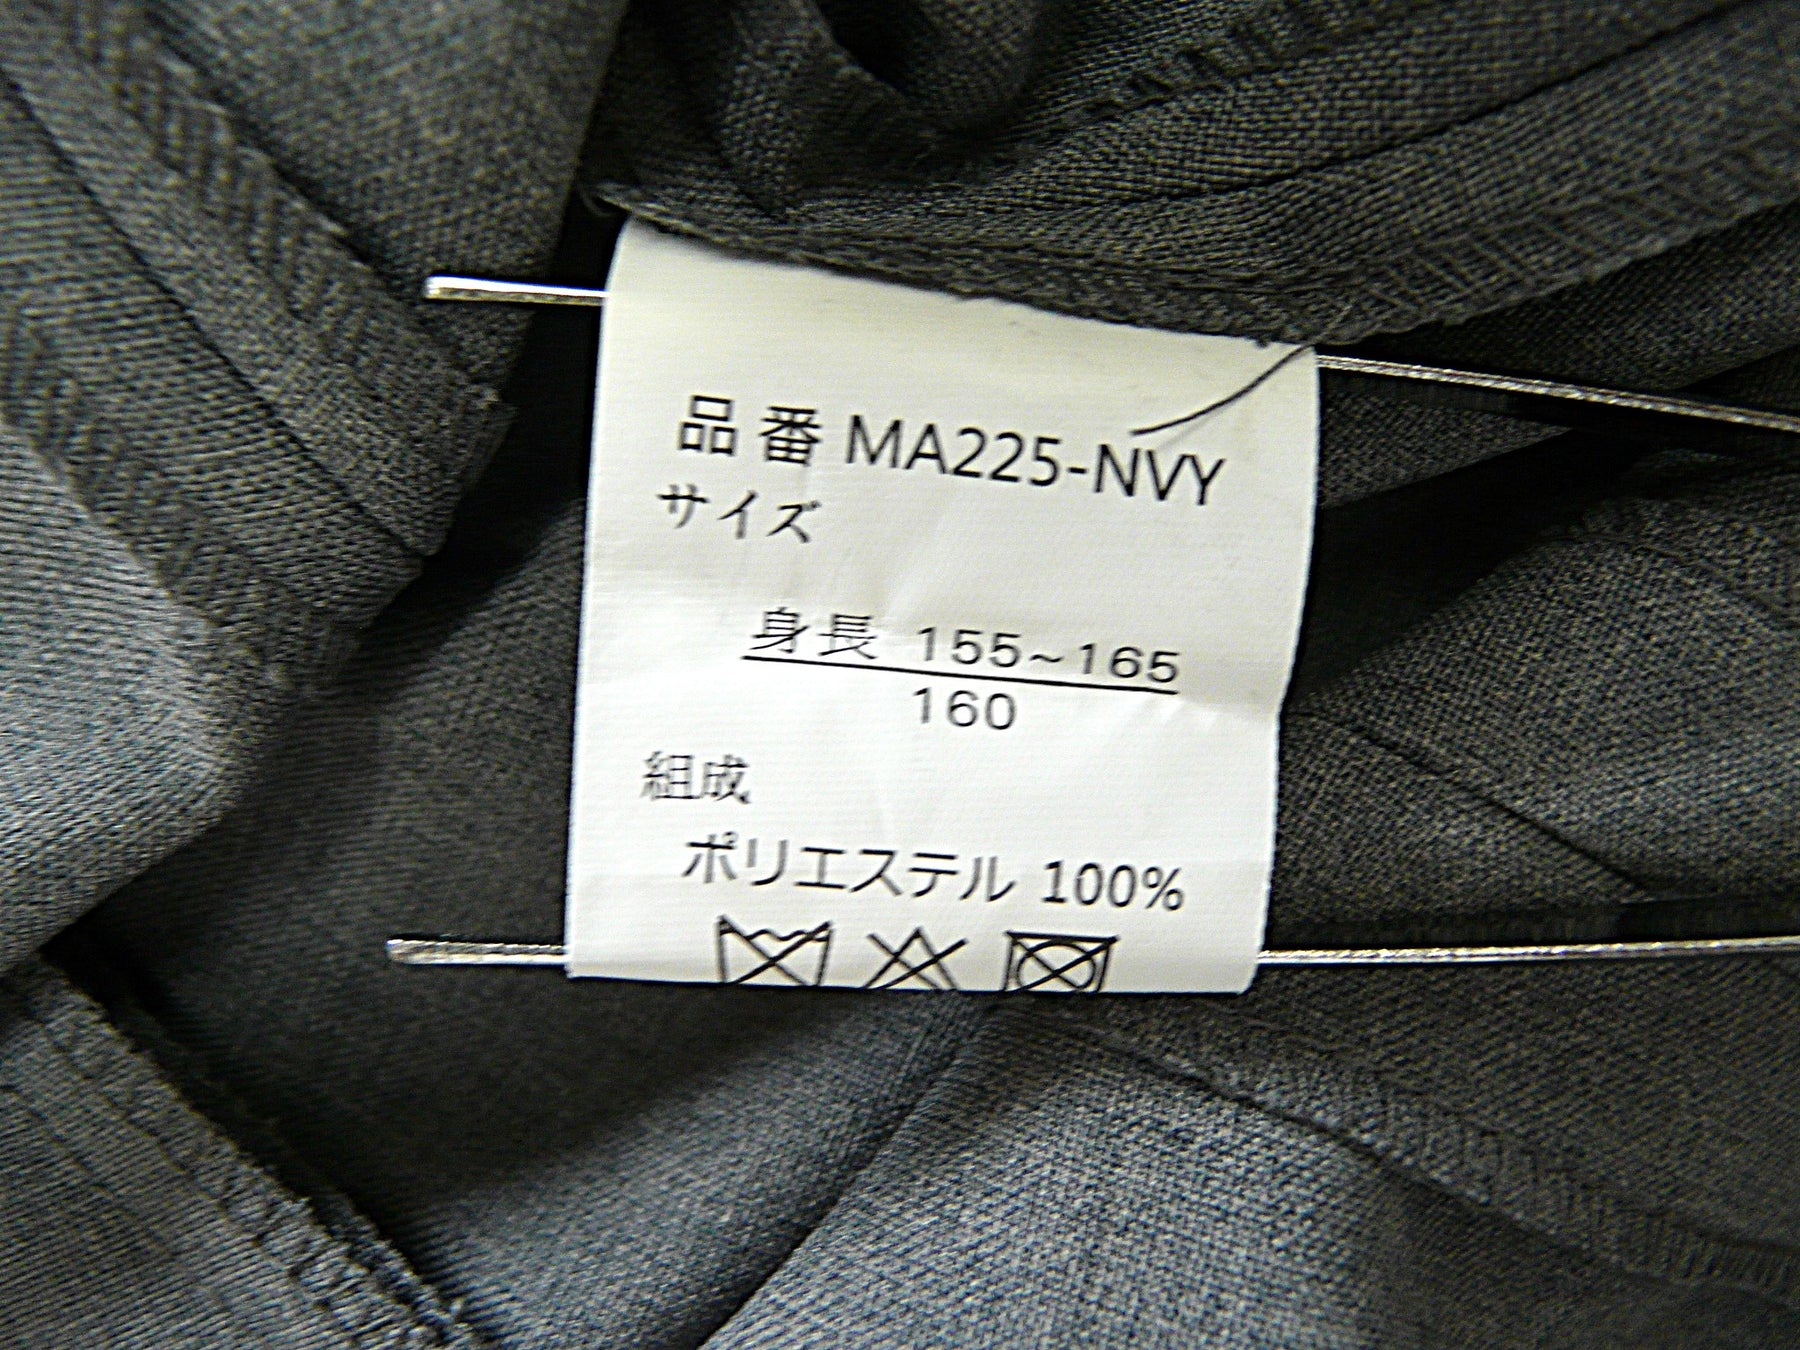 品番 MA225-NVY
サイズ
身長 155~165
160
組成
ポリエステル 100%